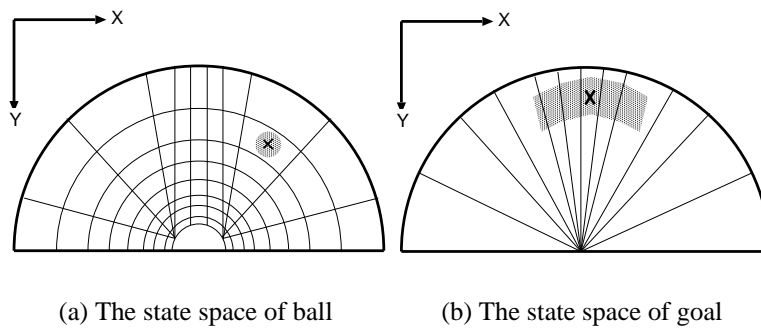 X
X
Y
Y
X
X
(a) The state space of ball
(b) The state space of goal